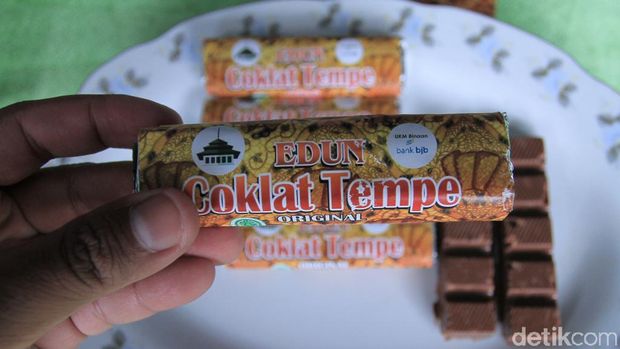 EDUN
Coklat Tempe
UKM Binaan
bank bjb
EDUN
Coklat Tempe
ORIGINAL
Coklat Tempe
detikcom